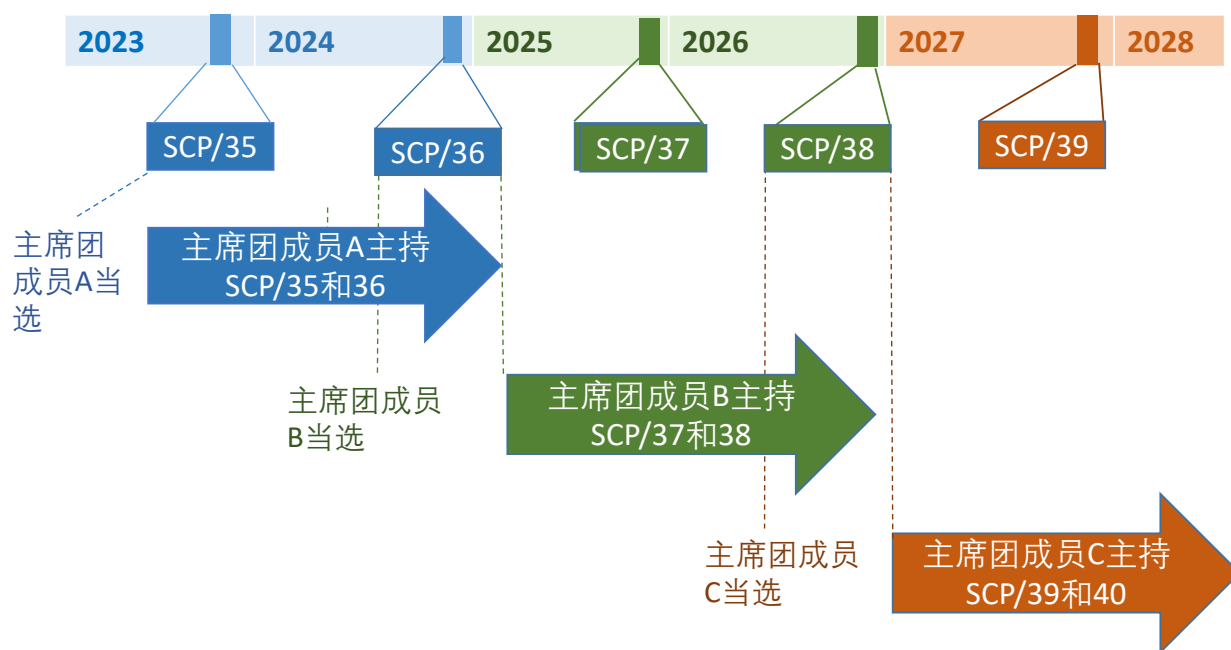 2023
2024
2025
2026
2027
2028
SCP/35
SCP/36
SCP/37
SCP/38
SCP/39
主席团
成员A当
选
主席团成员A主持
SCP/35和36
主席团成员
B当选
主席团成员B主持
SCP/37和38
主席团成员
C当选
主席团成员C主持
SCP/39和40